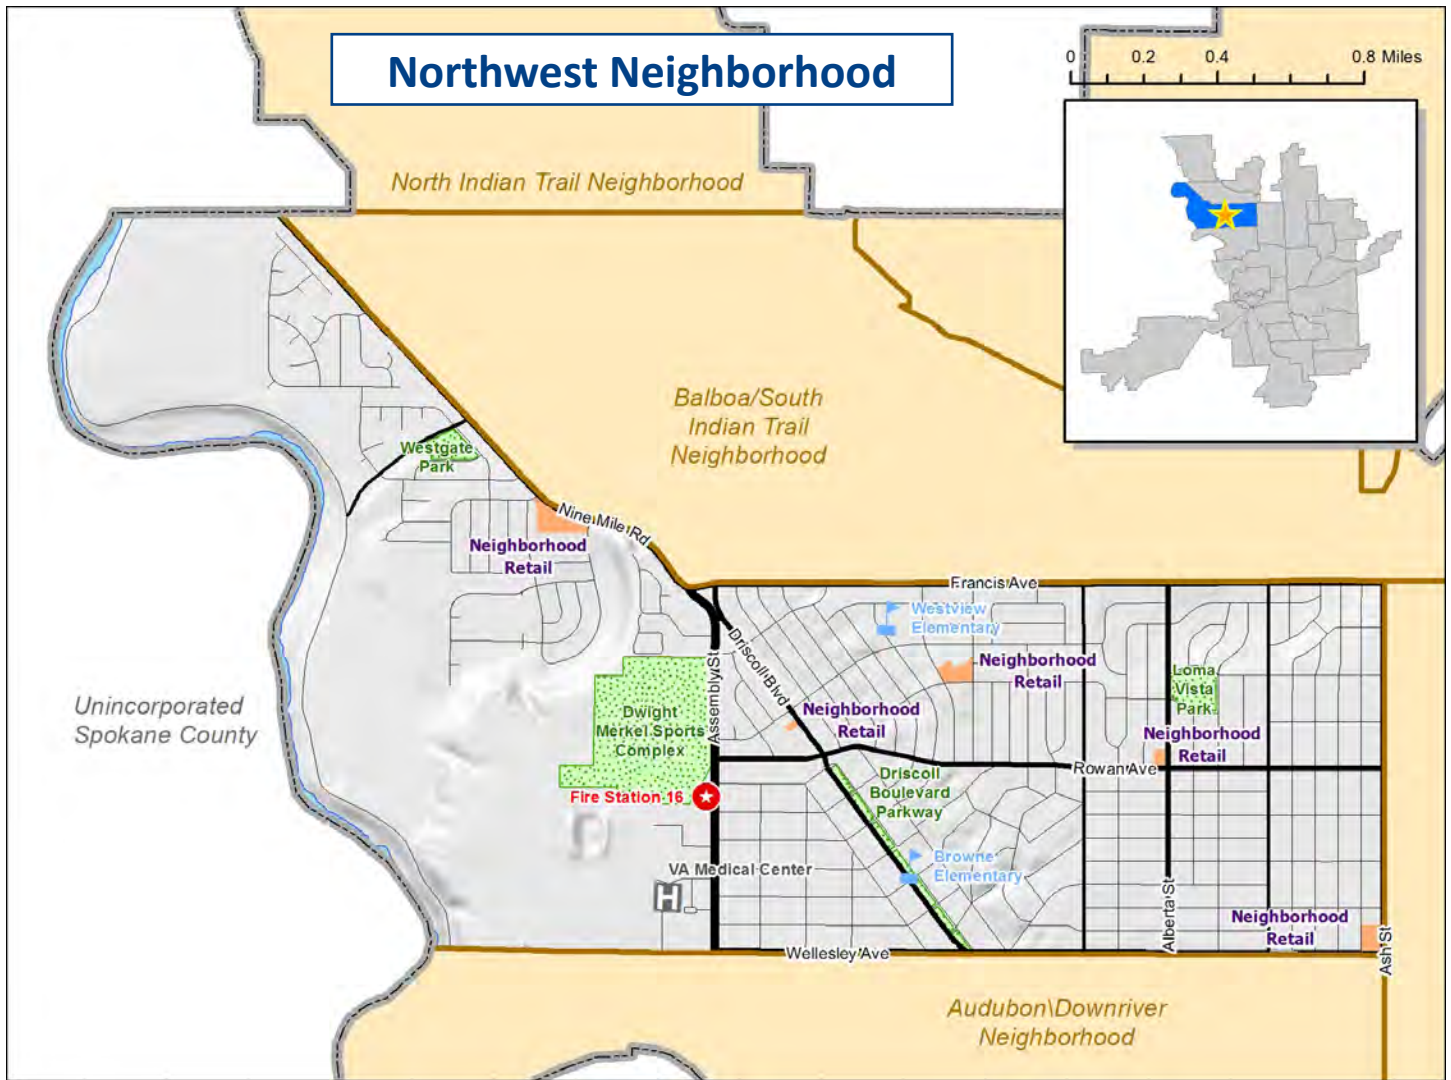 Northwest Neighborhood
0 0.2 0.4 0.8 Miles
North Indian Trail Neighborhood
Balboa/South
Indian Trail
Neighborhood
Westgate
Park
Nine Mile Rd
Neighborhood
Retail
Francis Ave
Westview
Elementary
Driscoll Blvd
Assembly St
Neighborhood
Retail
Loma
Vista
Park
Unincorporated
Spokane County
Dwight
Merkel Sports
Complex
Neighborhood
Retail
Neighborhood
Retail
Rowan Ave
Driscoll
Boulevard
Parkway
Fire Station 16
Browne
Elementary
VA Medical Center
H
Alberta St
Neighborhood
Retail
Ash St
Wellesley Ave
Audubon\Downriver
Neighborhood